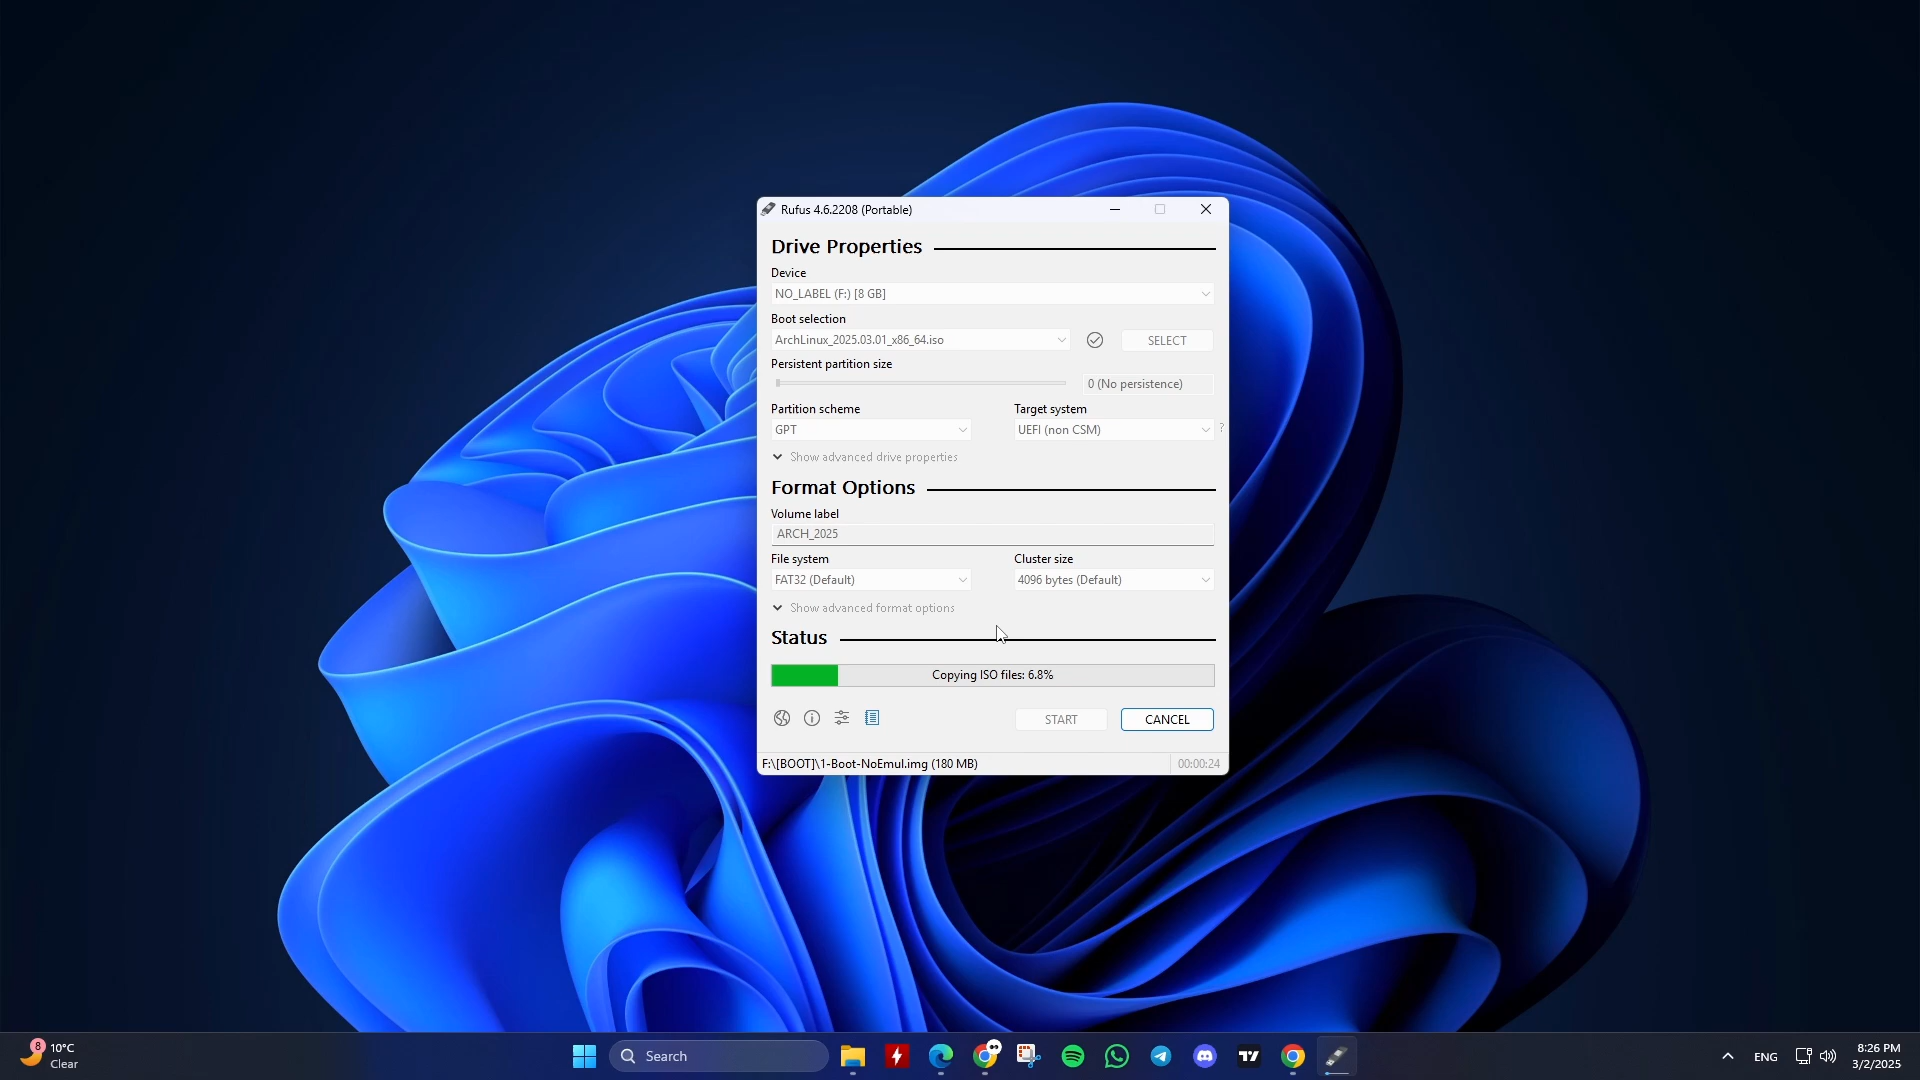 Rufus 4.6.2208 (Portable)
Drive Properties
Device
NO_LABEL (F:) [8 GB]
Boot selection
ArchLinux_2025.03.01_x86_64.iso
SELECT
Persistent partition size
0 (No persistence)
Partition scheme
Target system
GPT
UEFI (non CSM)
?
Show advanced drive properties
Format Options
Volume label
ARCH_2025
File system
Cluster size
FAT32 (Default)
4096 bytes (Default)
Show advanced format options
Status
Copying ISO files: 6.8%
START
CANCEL
F:\[BOOT]\1-Boot-NoEmul.img (180 MB)
00:00:24
8
10°C
Clear
Search
ENG
8:26 PM
3/2/2025